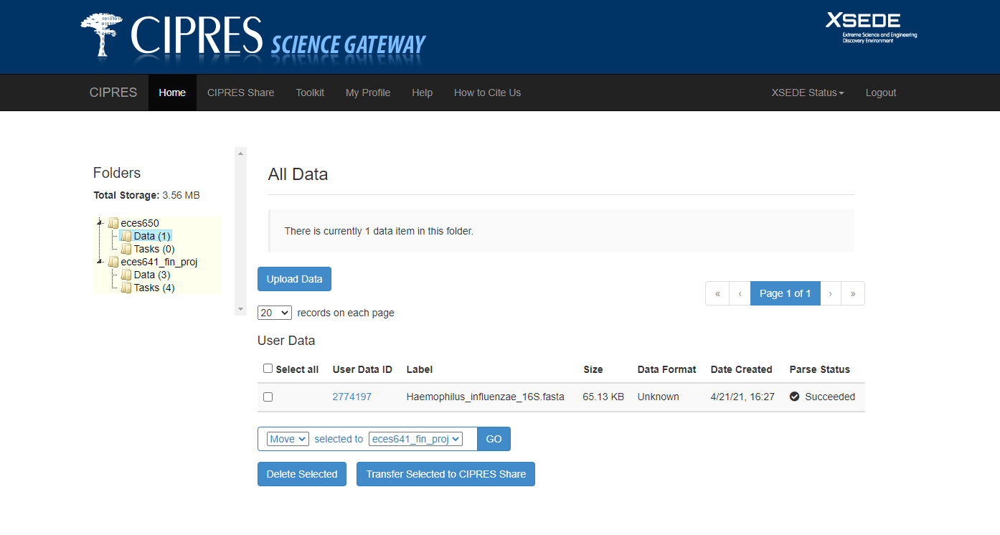 CIPRES SCIENCE GATEWAY
XSEDE
Extreme Science and Engineering
Discovery Environment
CIPRES Home CIPRES Share Toolkit My Profile Help How to Cite Us XSEDE Status Logout
Folders
Total Storage: 3.56 MB
eces650
Data (1)
Tasks (0)
eces641_fin_proj
Data (3)
Tasks (4)
All Data
There is currently 1 data item in this folder.
Upload Data
« ‹ Page 1 of 1 › »
20 records on each page
User Data
Select all User Data ID Label Size Data Format Date Created Parse Status
2774197 Haemophilus_influenzae_16S.fasta 65.13 KB Unknown 4/21/21, 16:27 Succeeded
Move selected to eces641_fin_proj GO
Delete Selected Transfer Selected to CIPRES Share